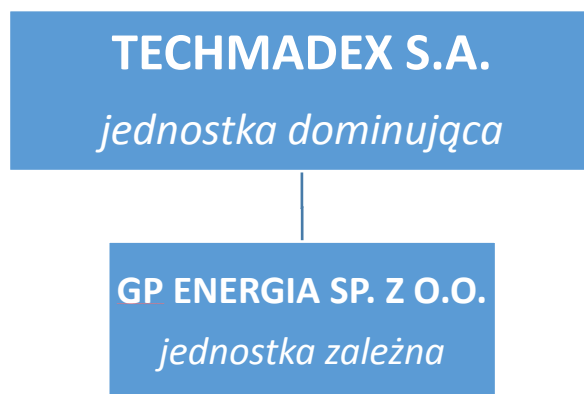 TECHMADEX S.A.
jednostka dominująca
GP ENERGIA SP. Z O.O.
jednostka zależna